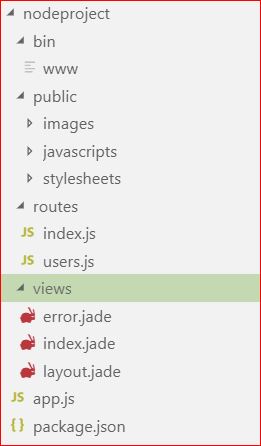 nodeproject
bin
www
public
images
javascripts
stylesheets
routes
JS index.js
JS users.js
views
error.jade
index.jade
layout.jade
JS app.js
{ } package.json